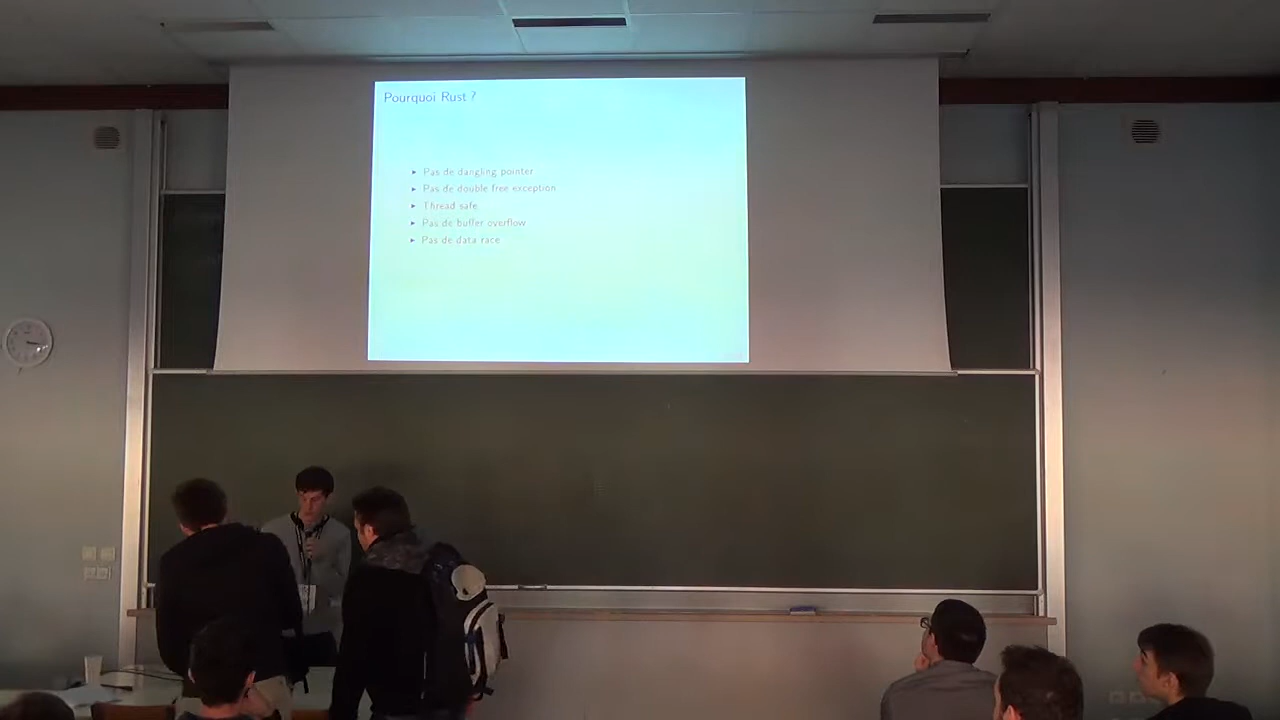 Pourquoi Rust ?
▸ Pas de dangling pointer
▸ Pas de double free exception
▸ Thread safe
▸ Pas de buffer overflow
▸ Pas de data race